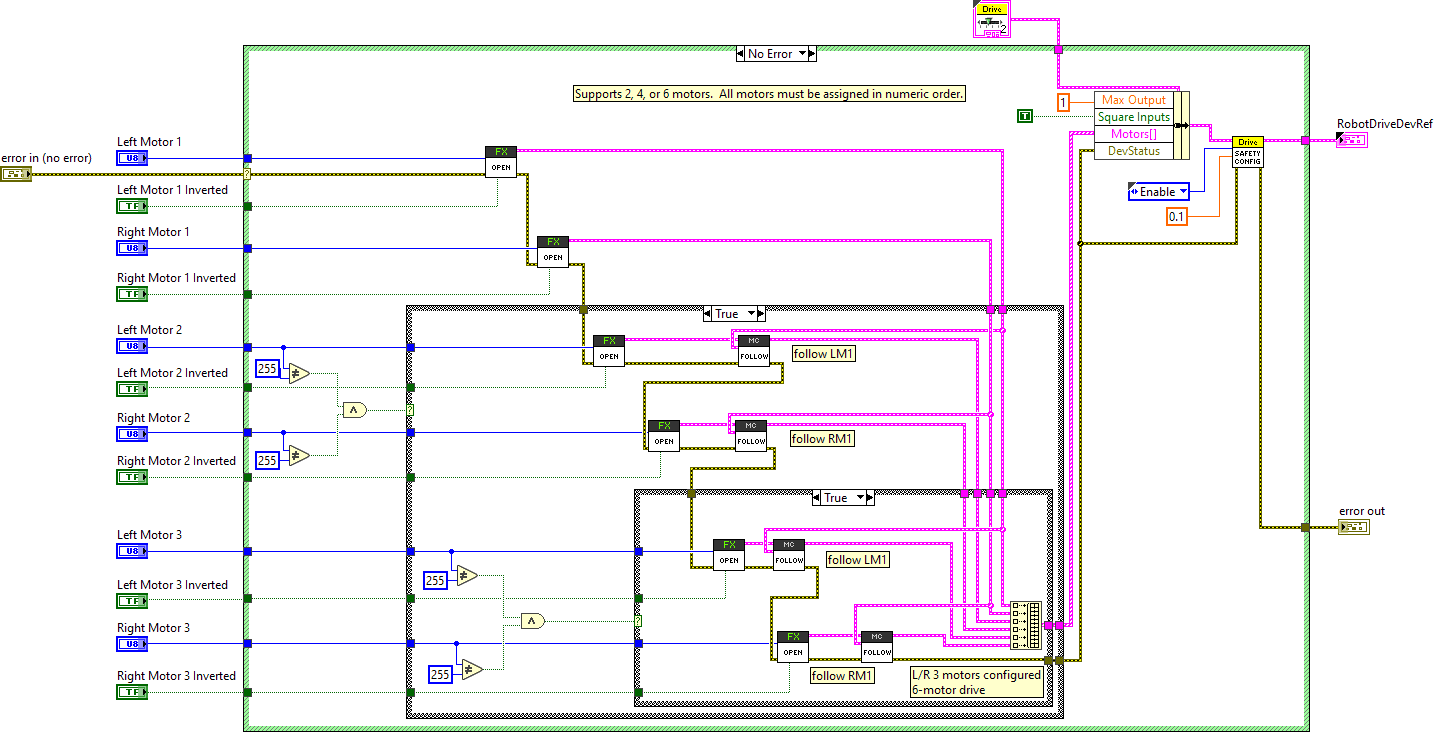 Drive
2
No Error
Supports 2, 4, or 6 motors.  All motors must be assigned in numeric order.
1
Max Output
T
Square Inputs
Motors[]
DevStatus
RobotDriveDevRef
Drive
SAFETY
CONFIG
Enable
0.1
error in (no error)
Left Motor 1
U8
?
FX
OPEN
Left Motor 1 Inverted
TF
Right Motor 1
U8
FX
OPEN
Right Motor 1 Inverted
TF
True
Left Motor 2
U8
255
≠
FX
OPEN
MC
FOLLOW
follow LM1
Left Motor 2 Inverted
TF
∧
?
Right Motor 2
U8
255
≠
FX
OPEN
MC
FOLLOW
follow RM1
Right Motor 2 Inverted
TF
True
error out
Left Motor 3
U8
255
≠
FX
OPEN
MC
FOLLOW
follow LM1
Left Motor 3 Inverted
TF
∧
?
Right Motor 3
U8
255
≠
FX
OPEN
MC
FOLLOW
follow RM1
L/R 3 motors configured
6-motor drive
Right Motor 3 Inverted
TF